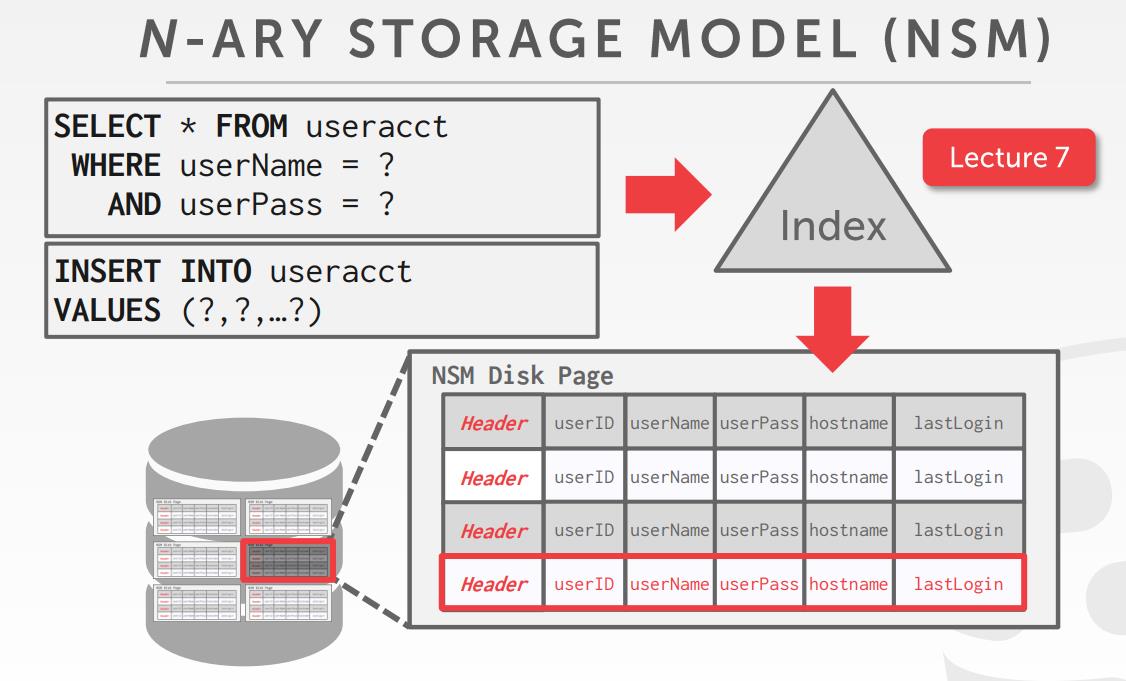 N-ARY STORAGE MODEL (NSM)
SELECT * FROM useracct
WHERE userName = ?
AND userPass = ?
INSERT INTO useracct
VALUES (?,?,…?)
Index
Lecture 7
NSM Disk Page
Header userID userName userPass hostname lastLogin
Header userID userName userPass hostname lastLogin
Header userID userName userPass hostname lastLogin
Header userID userName userPass hostname lastLogin